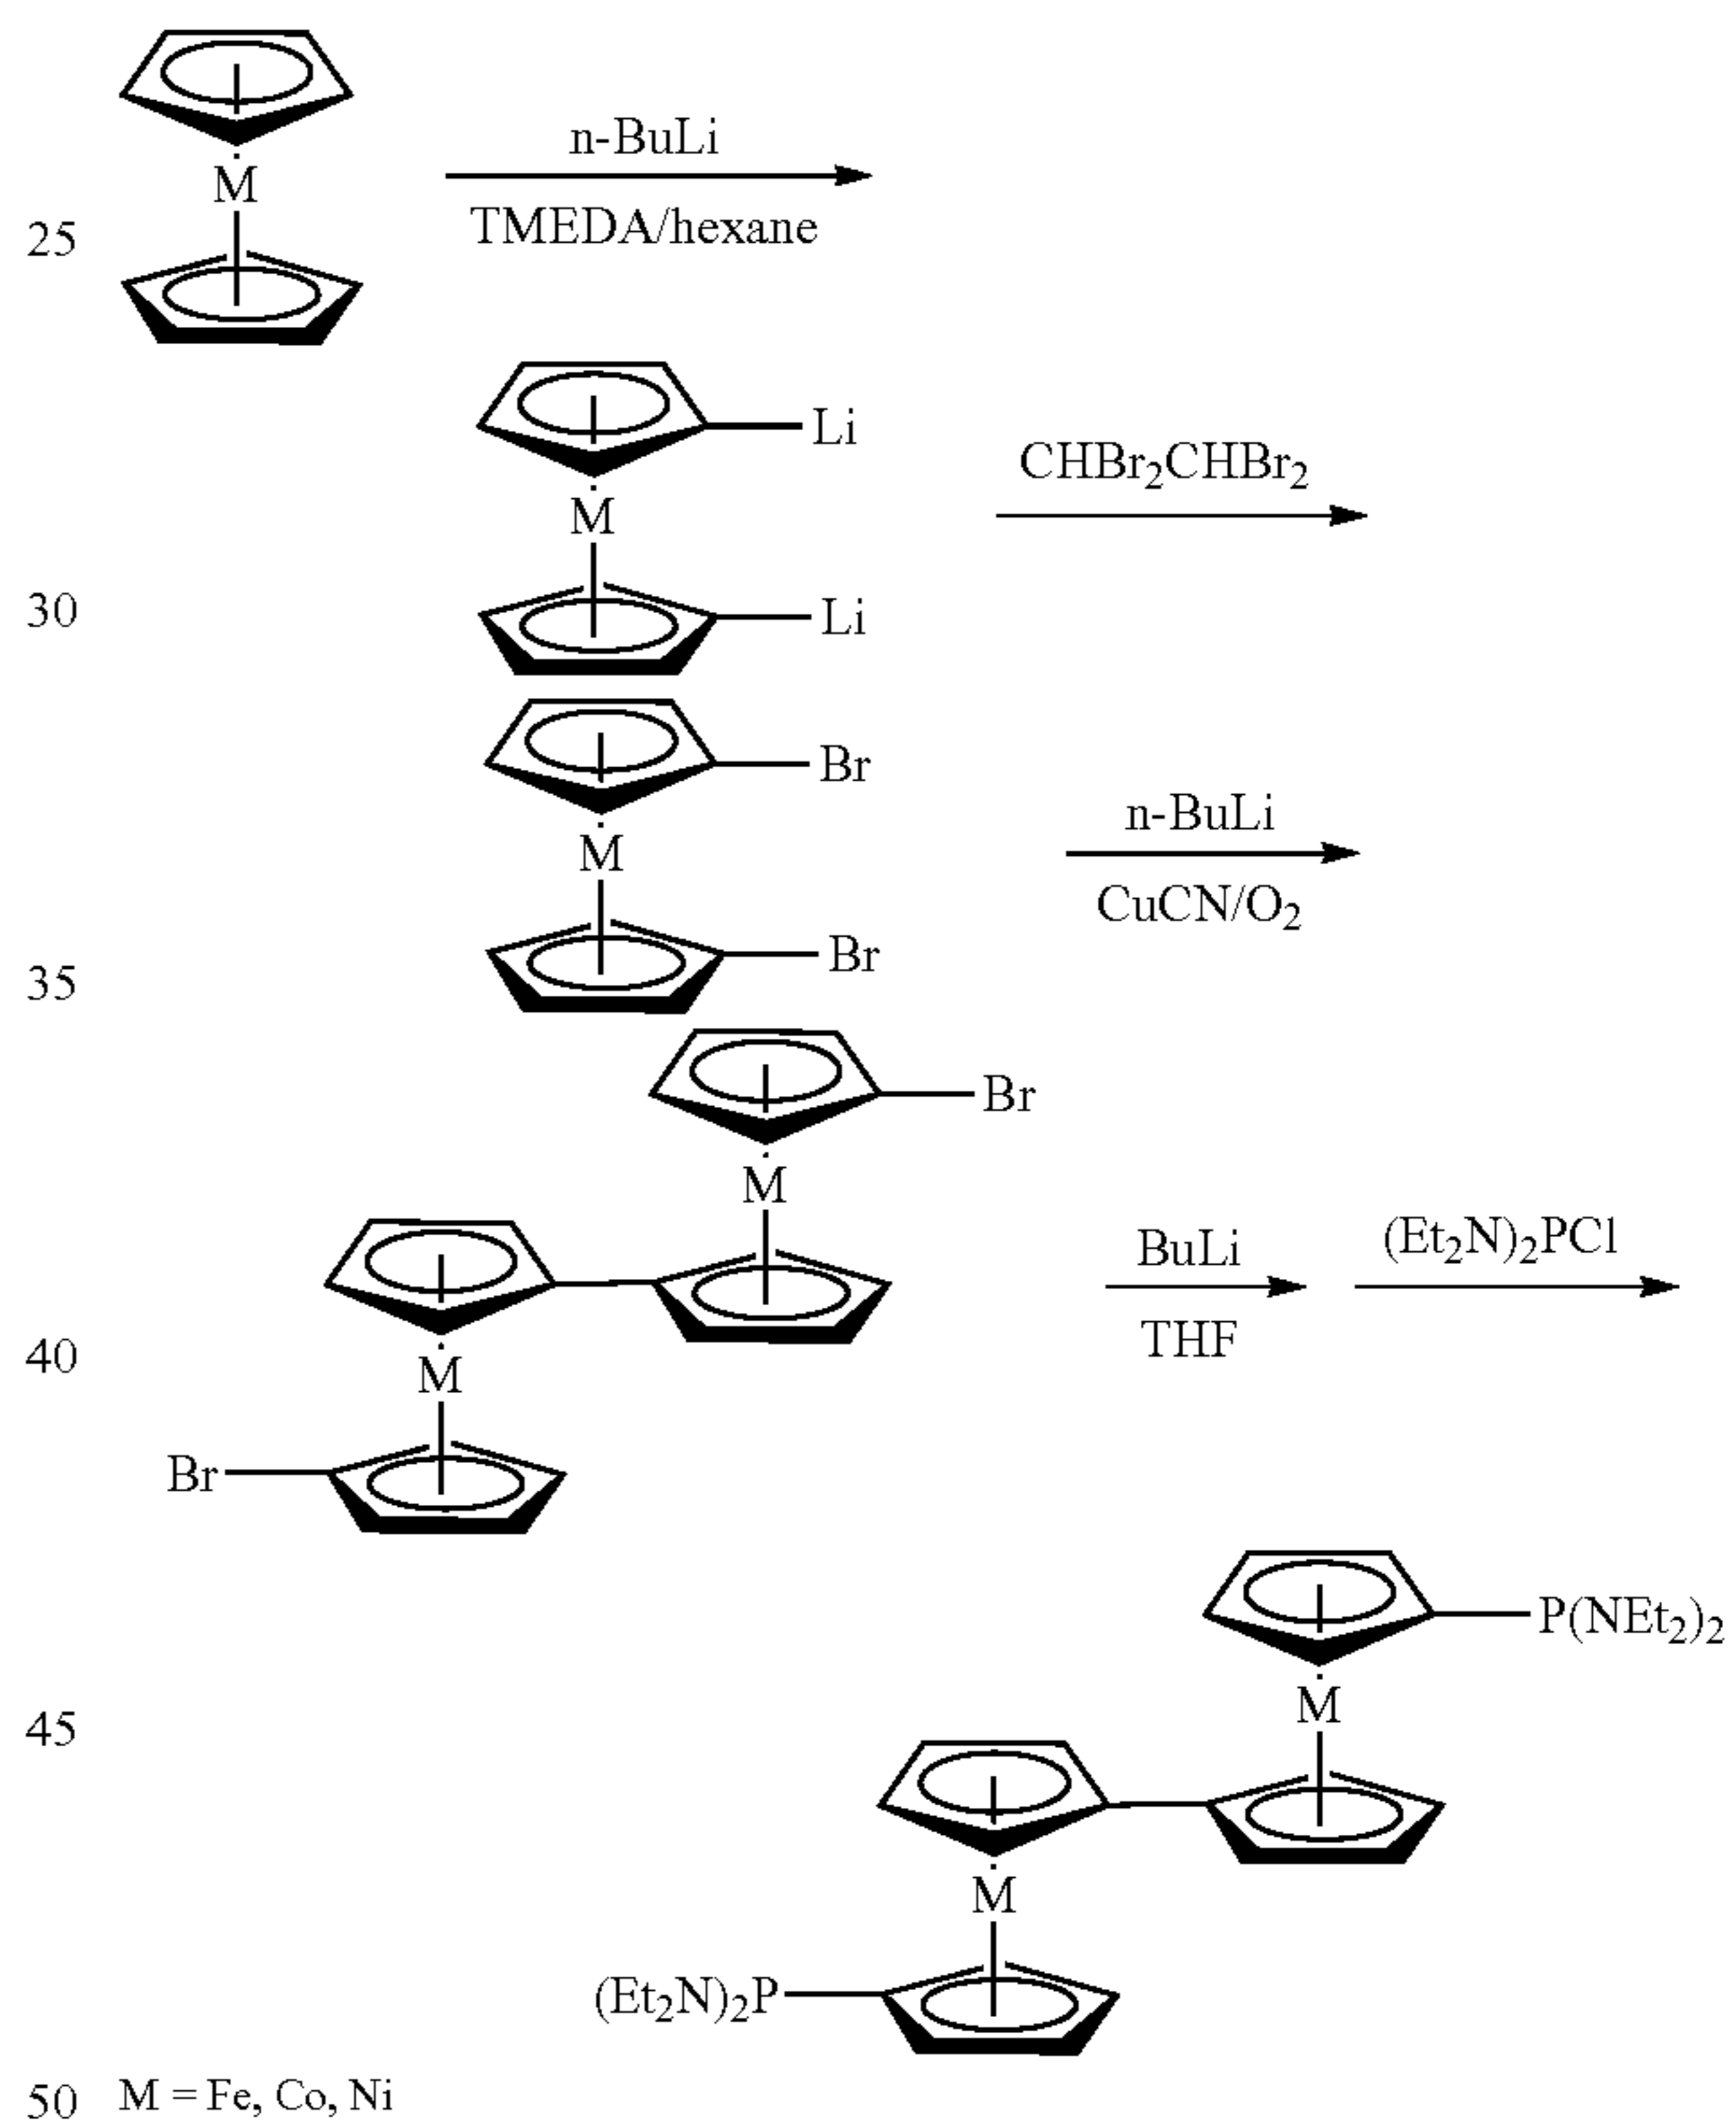 n-BuLi
M
TMEDA/hexane
25
Li
CHBr₂CHBr₂
M
30
Li
Br
n-BuLi
M
CuCN/O₂
Br
35
Br
M
BuLi
(Et₂N)₂PCl
THF
40
M
Br
P(NEt₂)₂
M
45
M
(Et₂N)₂P
50 M = Fe, Co, Ni